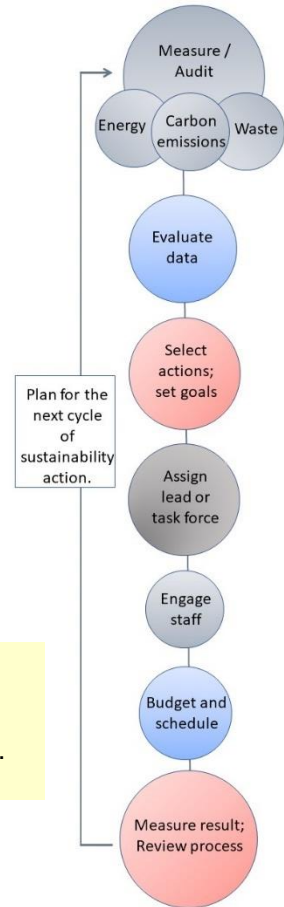 Measure /
Audit
Energy
Carbon
emissions
Waste
Evaluate
data
Select
actions;
set goals
Plan for the
next cycle
of
sustainability
action.
Assign
lead or
task force
Engage
staff
Budget and
schedule
.
Measure result;
Review process